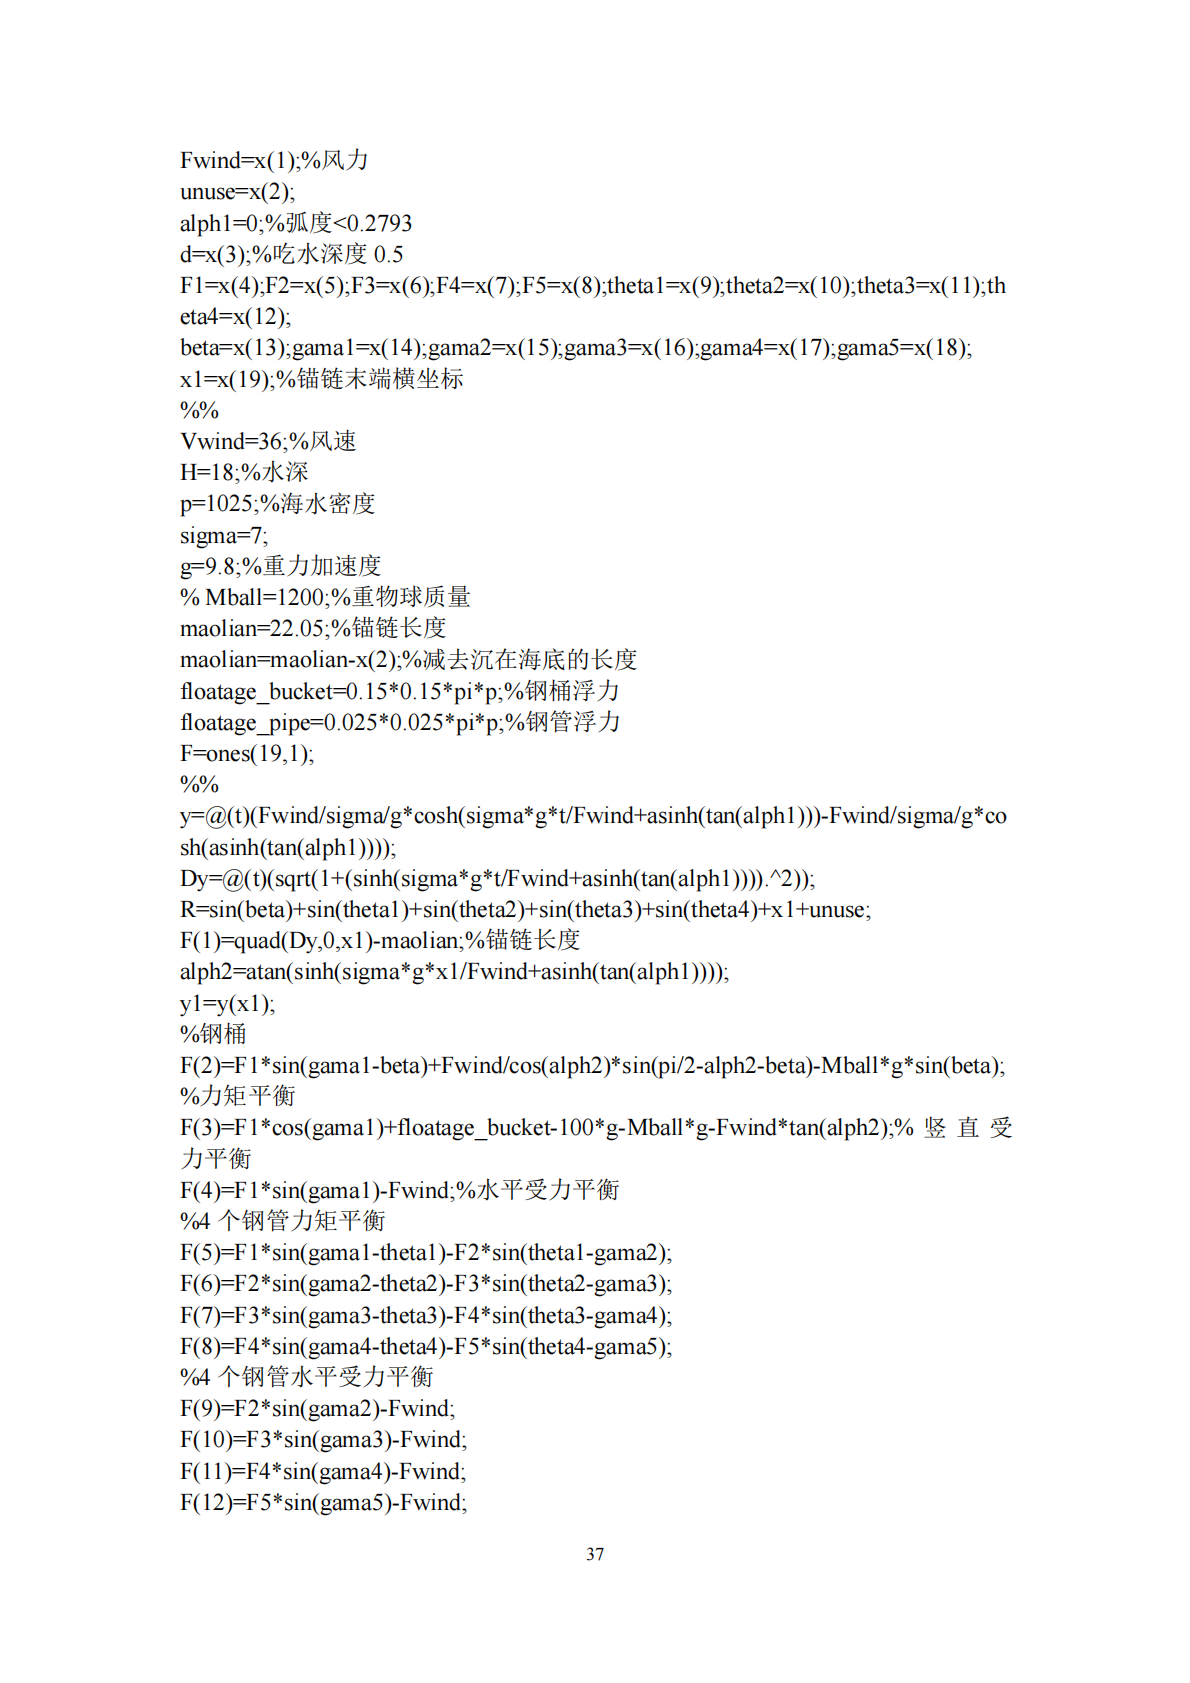 Fwind=x(1);%风力
unuse=x(2);
alph1=0;%弧度<0.2793
d=x(3);%吃水深度 0.5
F1=x(4);F2=x(5);F3=x(6);F4=x(7);F5=x(8);theta1=x(9);theta2=x(10);theta3=x(11);th
eta4=x(12);
beta=x(13);gama1=x(14);gama2=x(15);gama3=x(16);gama4=x(17);gama5=x(18);
x1=x(19);%锚链末端横坐标
%%
Vwind=36;%风速
H=18;%水深
p=1025;%海水密度
sigma=7;
g=9.8;%重力加速度
% Mball=1200;%重物球质量
maolian=22.05;%锚链长度
maolian=maolian-x(2);%减去沉在海底的长度
floatage_bucket=0.15*0.15*pi*p;%钢桶浮力
floatage_pipe=0.025*0.025*pi*p;%钢管浮力
F=ones(19,1);
%%
y=@(t)(Fwind/sigma/g*cosh(sigma*g*t/Fwind+asinh(tan(alph1)))-Fwind/sigma/g*co
sh(asinh(tan(alph1))));
Dy=@(t)(sqrt(1+(sinh(sigma*g*t/Fwind+asinh(tan(alph1)))).^2));
R=sin(beta)+sin(theta1)+sin(theta2)+sin(theta3)+sin(theta4)+x1+unuse;
F(1)=quad(Dy,0,x1)-maolian;%锚链长度
alph2=atan(sinh(sigma*g*x1/Fwind+asinh(tan(alph1))));
y1=y(x1);
%钢桶
F(2)=F1*sin(gama1-beta)+Fwind/cos(alph2)*sin(pi/2-alph2-beta)-Mball*g*sin(beta);
%力矩平衡
F(3)=F1*cos(gama1)+floatage_bucket-100*g-Mball*g-Fwind*tan(alph2);% 竖 直 受
力平衡
F(4)=F1*sin(gama1)-Fwind;%水平受力平衡
%4 个钢管力矩平衡
F(5)=F1*sin(gama1-theta1)-F2*sin(theta1-gama2);
F(6)=F2*sin(gama2-theta2)-F3*sin(theta2-gama3);
F(7)=F3*sin(gama3-theta3)-F4*sin(theta3-gama4);
F(8)=F4*sin(gama4-theta4)-F5*sin(theta4-gama5);
%4 个钢管水平受力平衡
F(9)=F2*sin(gama2)-Fwind;
F(10)=F3*sin(gama3)-Fwind;
F(11)=F4*sin(gama4)-Fwind;
F(12)=F5*sin(gama5)-Fwind;
37